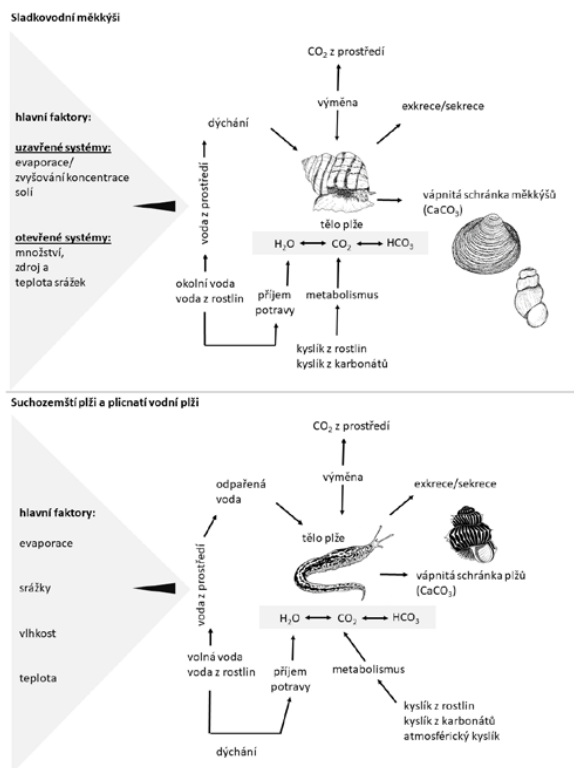 Sladkovodní měkkýši
CO2 z prostředí
hlavní faktory:
dýchání
výměna
exkrece/sekrece
uzavřené systémy:
evaporace/
zvyšování koncentrace
solí
voda z prostředí
vápnitá schránka měkkýšů
(CaCO3)
tělo plže
otevřené systémy:
množství,
zdroj a
teplota srážek
H2O CO2 HCO3
okolní voda
voda z rostlin
příjem
potravy
metabolismus
kyslík z rostlin
kyslík z karbonátů
Suchozemští plži a plicnatí vodní plži
CO2 z prostředí
odpařená
voda
výměna
exkrece/sekrece
hlavní faktory:
tělo plže
evaporace
voda z prostředí
vápnitá schránka plžů
(CaCO3)
srážky
H2O CO2 HCO3
vlhkost
volná voda
voda z rostlin
příjem
potravy
metabolismus
teplota
kyslík z rostlin
kyslík z karbonátů
atmosférický kyslík
dýchání